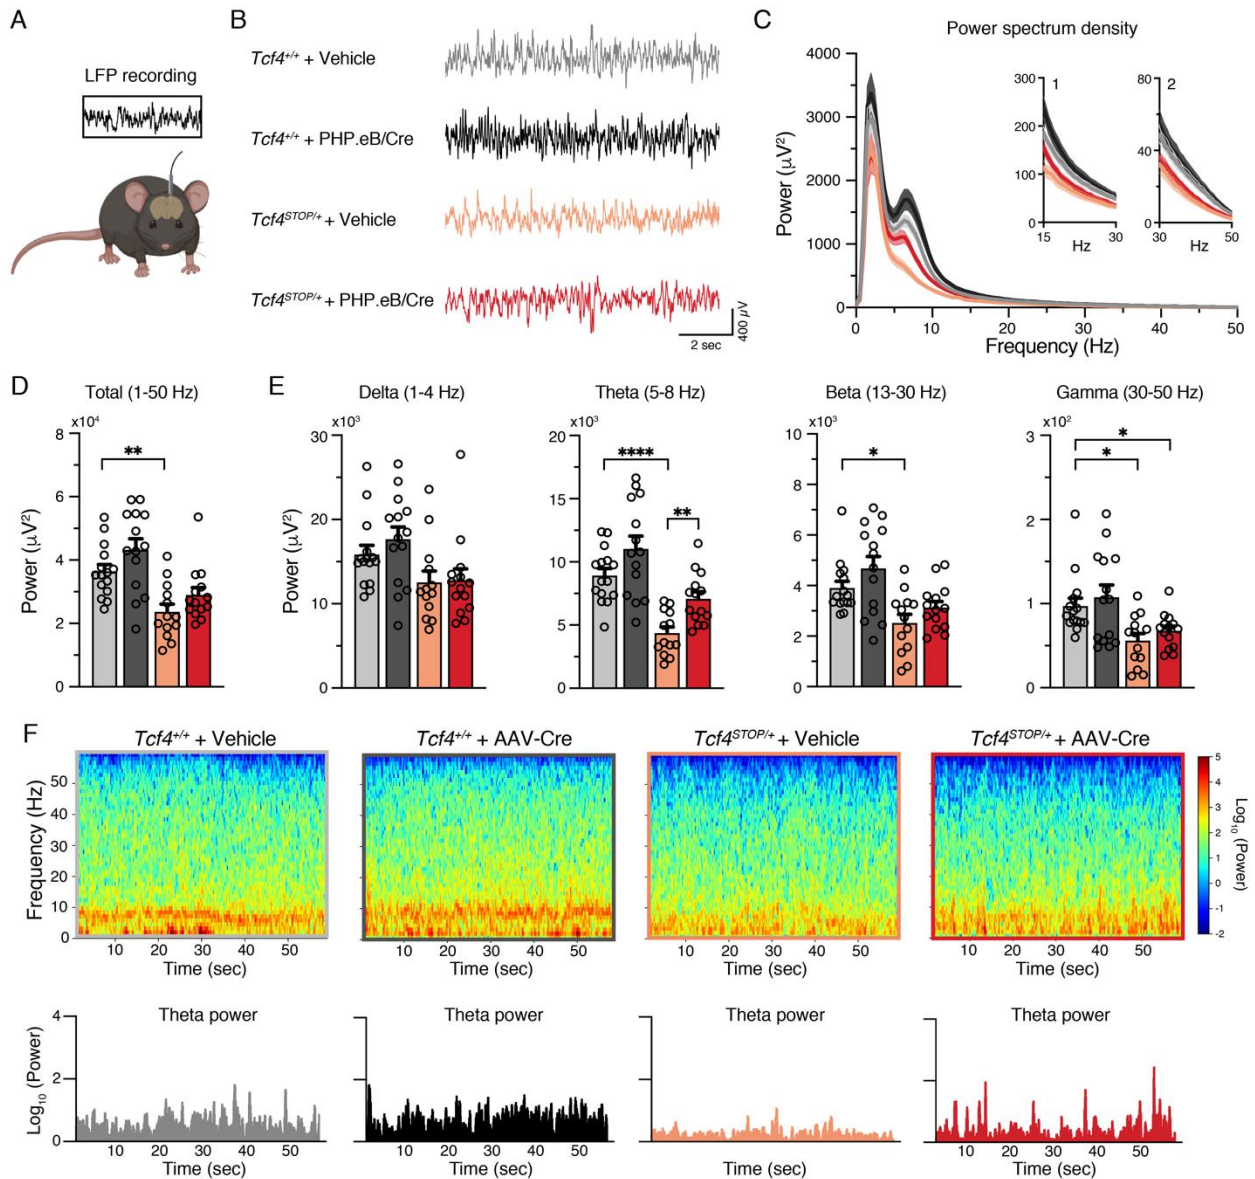 A
LFP recording
B
Tcf4+/+ + Vehicle
Tcf4+/+ + PHP.eB/Cre
Tcf4STOP/+ + Vehicle
Tcf4STOP/+ + PHP.eB/Cre
400 µV
2 sec
C
Power spectrum density
4000
3000
2000
1000
0
Power (µV²)
0
10
20
30
40
50
Frequency (Hz)
1
300
200
100
0
15
30
Hz
2
80
40
0
30
50
Hz
D
Total (1-50 Hz)
x10⁴
8
6
4
2
0
Power (µV²)
**
E
Delta (1-4 Hz)
x10³
30
20
10
0
Power (µV²)
Theta (5-8 Hz)
x10³
20
15
10
5
0
****
**
Beta (13-30 Hz)
x10³
10
8
6
4
2
0
*
Gamma (30-50 Hz)
x10²
3
2
1
0
*
*
F
Tcf4+/+ + Vehicle
Tcf4+/+ + AAV-Cre
Tcf4STOP/+ + Vehicle
Tcf4STOP/+ + AAV-Cre
Frequency (Hz)
50
40
30
20
10
0
10 20 30 40 50
Time (sec)
10 20 30 40 50
Time (sec)
10 20 30 40 50
Time (sec)
10 20 30 40 50
Time (sec)
5
4
3
2
1
0
-1
-2
Log₁₀ (Power)
Theta power
Theta power
Theta power
Theta power
Log₁₀ (Power)
4
2
0
10 20 30 40 50
Time (sec)
10 20 30 40 50
Time (sec)
Time (sec)
10 20 30 40 50
Time (sec)